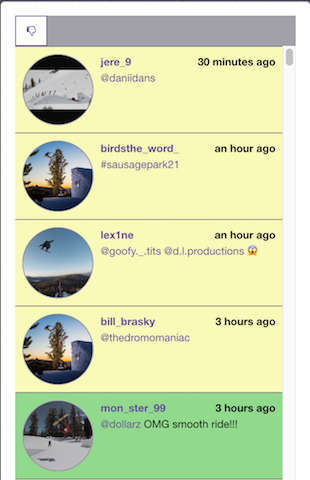 jere_9 30 minutes ago
@daniidans
birdsthe_word_ an hour ago
#sausagepark21
lex1ne an hour ago
@goofy._.tits @d.l.productions 😱
bill_brasky 3 hours ago
@thedromomaniac
mon_ster_99 3 hours ago
@dollarz OMG smooth ride!!!